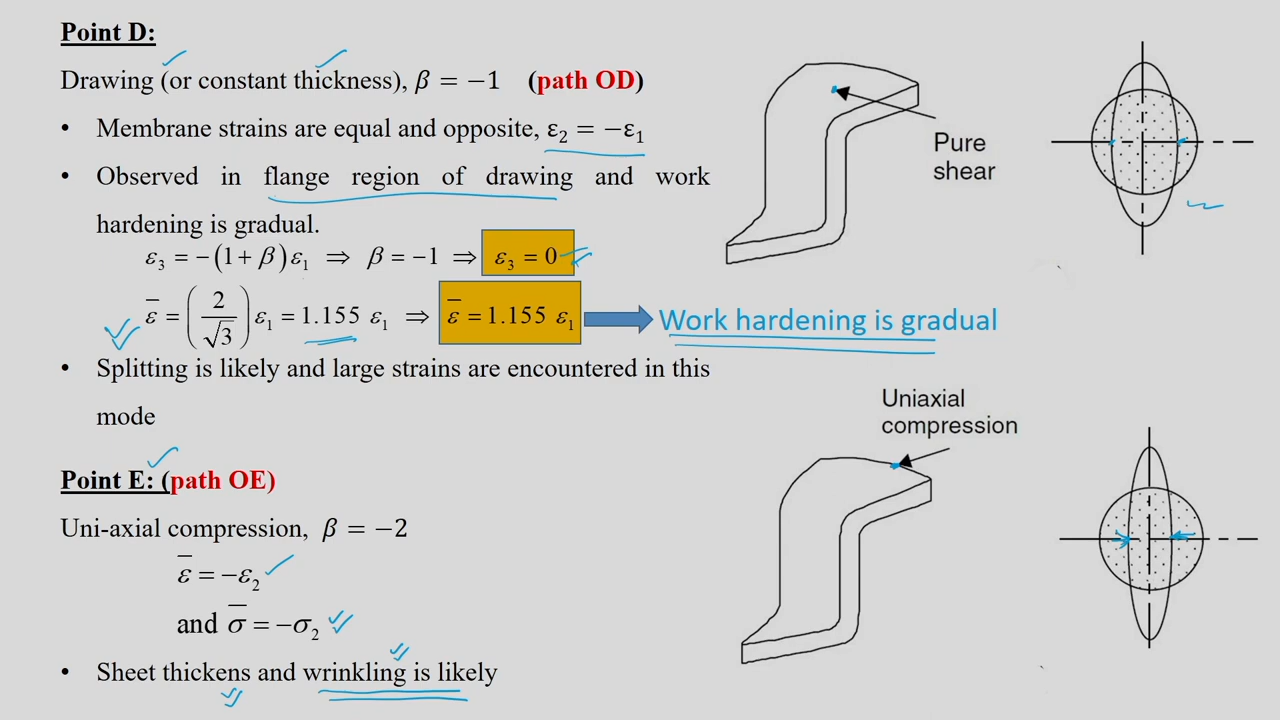 Point D:
Drawing (or constant thickness), β = −1 (path OD)
• Membrane strains are equal and opposite, ε₂ = −ε₁
• Observed in flange region of drawing and work
hardening is gradual.
ε₃ = −(1+β)ε₁ ⇒ β = −1 ⇒ ε₃ = 0
ε̅ = (2/√3) ε₁ = 1.155 ε₁ ⇒ ε̅ = 1.155 ε₁ Work hardening is gradual
• Splitting is likely and large strains are encountered in this
mode
Point E: (path OE)
Uni-axial compression, β = −2
ε̅ = −ε₂
and σ̅ = −σ₂
• Sheet thickens and wrinkling is likely
Pure
shear
Uniaxial
compression